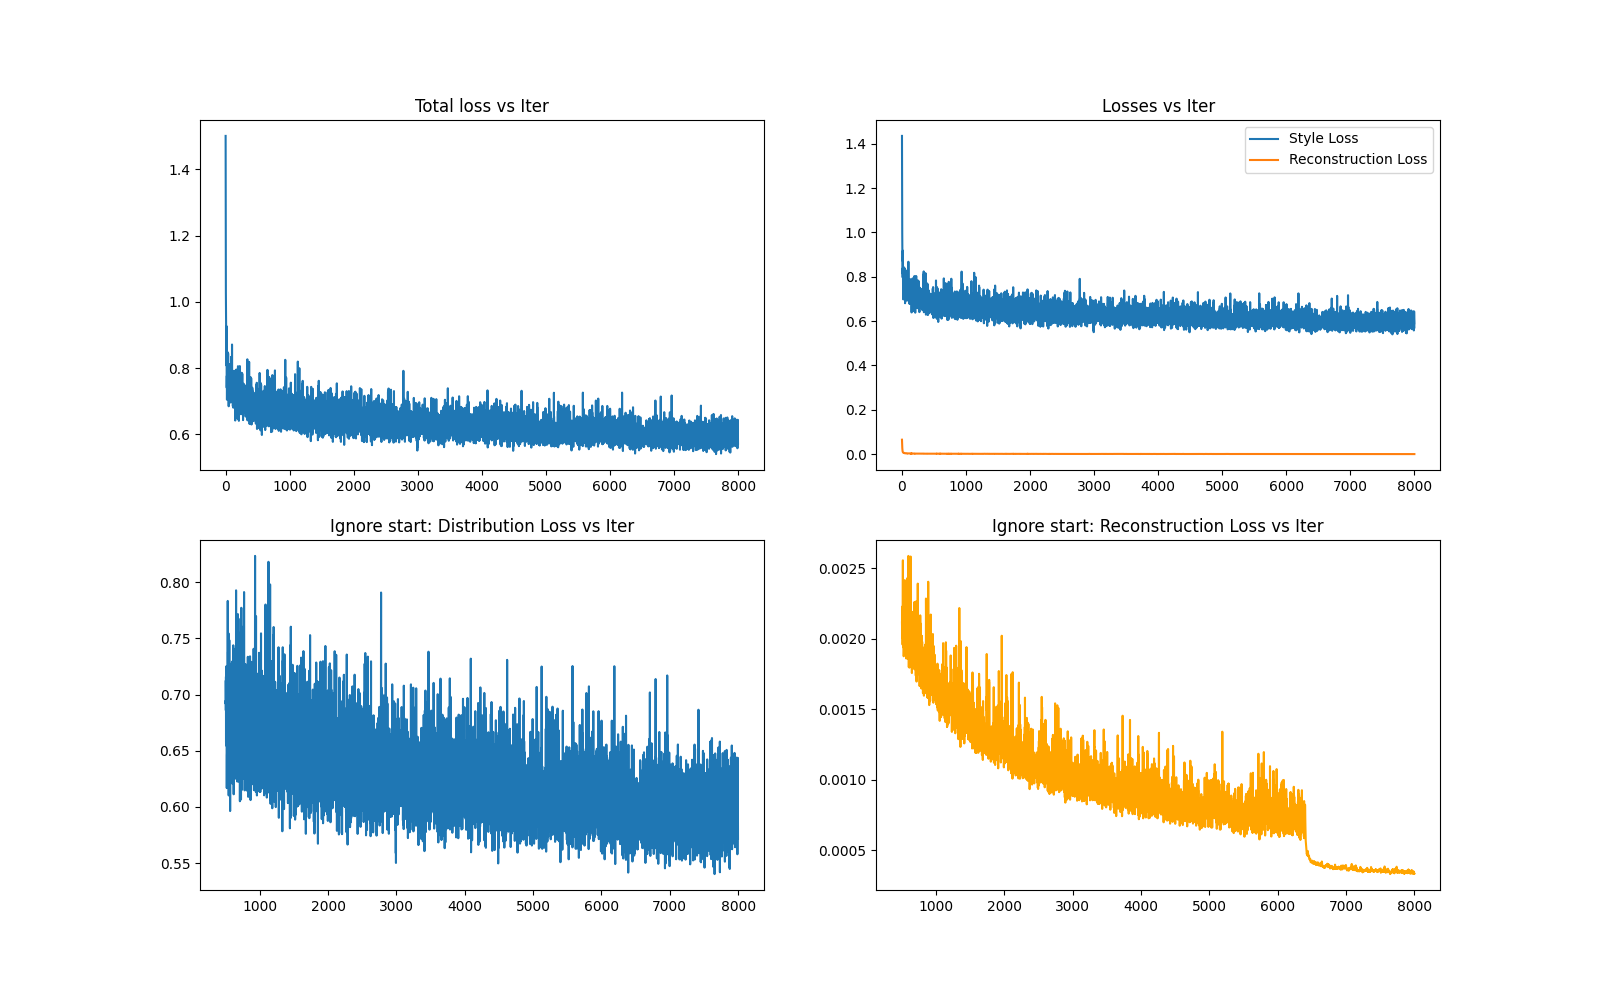 Total loss vs Iter
1.4
1.2
1.0
0.8
0.6
0 1000 2000 3000 4000 5000 6000 7000 8000
Losses vs Iter
Style Loss
Reconstruction Loss
1.4
1.2
1.0
0.8
0.6
0.4
0.2
0.0
0 1000 2000 3000 4000 5000 6000 7000 8000
Ignore start: Distribution Loss vs Iter
0.80
0.75
0.70
0.65
0.60
0.55
1000 2000 3000 4000 5000 6000 7000 8000
Ignore start: Reconstruction Loss vs Iter
0.0025
0.0020
0.0015
0.0010
0.0005
1000 2000 3000 4000 5000 6000 7000 8000